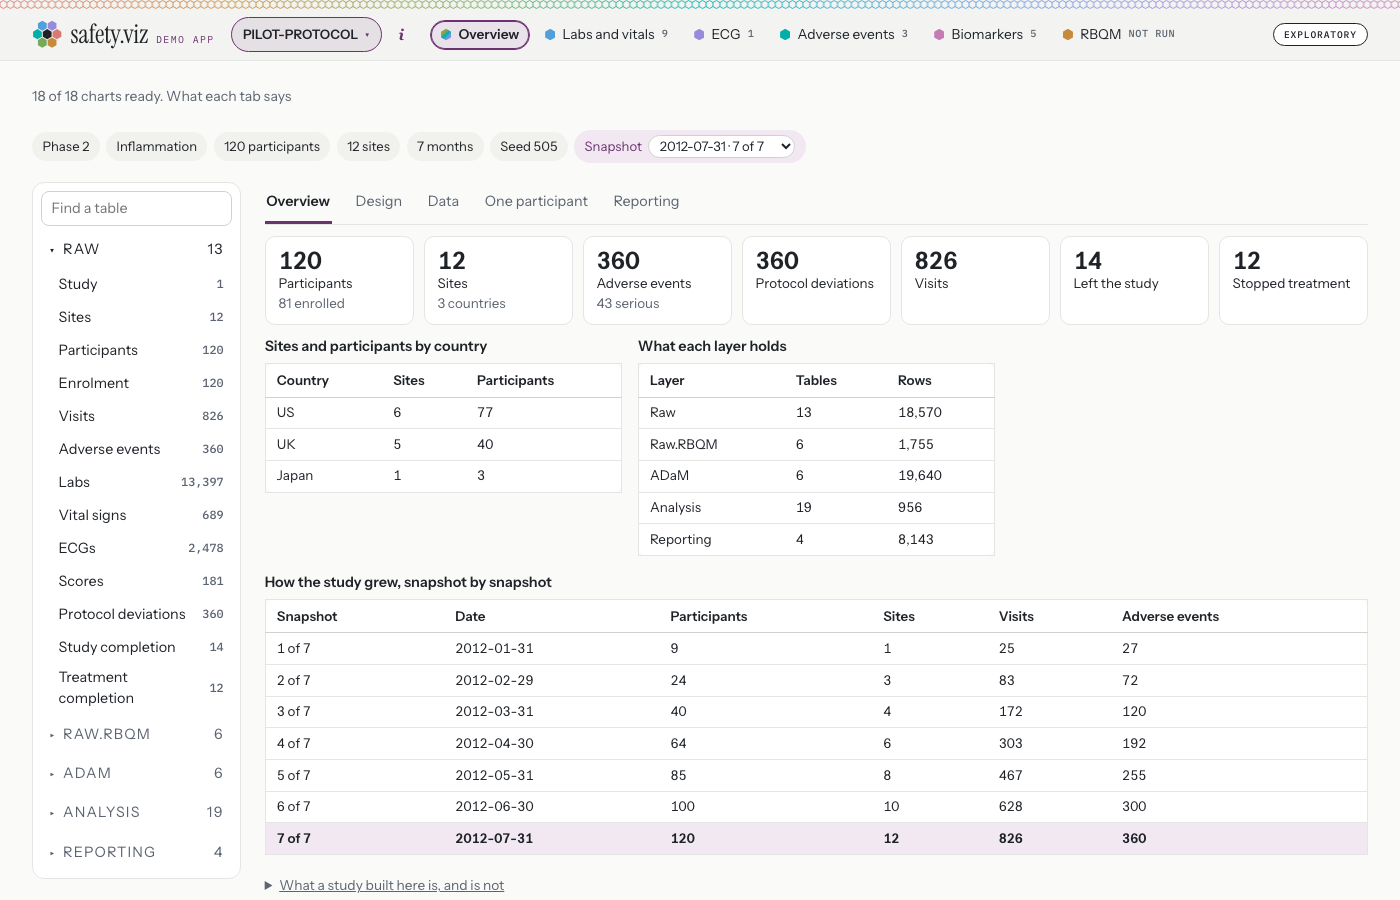 safety.viz DEMO APP PILOT-PROTOCOL i Overview Labs and vitals 9 ECG 1 Adverse events 3 Biomarkers 5 RBQM NOT RUN EXPLORATORY
18 of 18 charts ready. What each tab says
Phase 2 Inflammation 120 participants 12 sites 7 months Seed 505 Snapshot 2012-07-31 · 7 of 7
Find a table
RAW 13
Study 1
Sites 12
Participants 120
Enrolment 120
Visits 826
Adverse events 360
Labs 13,397
Vital signs 689
ECGs 2,478
Scores 181
Protocol deviations 360
Study completion 14
Treatment
completion 12
RAW.RBQM 6
ADAM 6
ANALYSIS 19
REPORTING 4
Overview Design Data One participant Reporting
120 Participants 81 enrolled
12 Sites 3 countries
360 Adverse events 43 serious
360 Protocol deviations
826 Visits
14 Left the study
12 Stopped treatment
Sites and participants by country
Country Sites Participants
US 6 77
UK 5 40
Japan 1 3
What each layer holds
Layer Tables Rows
Raw 13 18,570
Raw.RBQM 6 1,755
ADaM 6 19,640
Analysis 19 956
Reporting 4 8,143
How the study grew, snapshot by snapshot
Snapshot Date Participants Sites Visits Adverse events
1 of 7 2012-01-31 9 1 25 27
2 of 7 2012-02-29 24 3 83 72
3 of 7 2012-03-31 40 4 172 120
4 of 7 2012-04-30 64 6 303 192
5 of 7 2012-05-31 85 8 467 255
6 of 7 2012-06-30 100 10 628 300
7 of 7 2012-07-31 120 12 826 360
What a study built here is, and is not